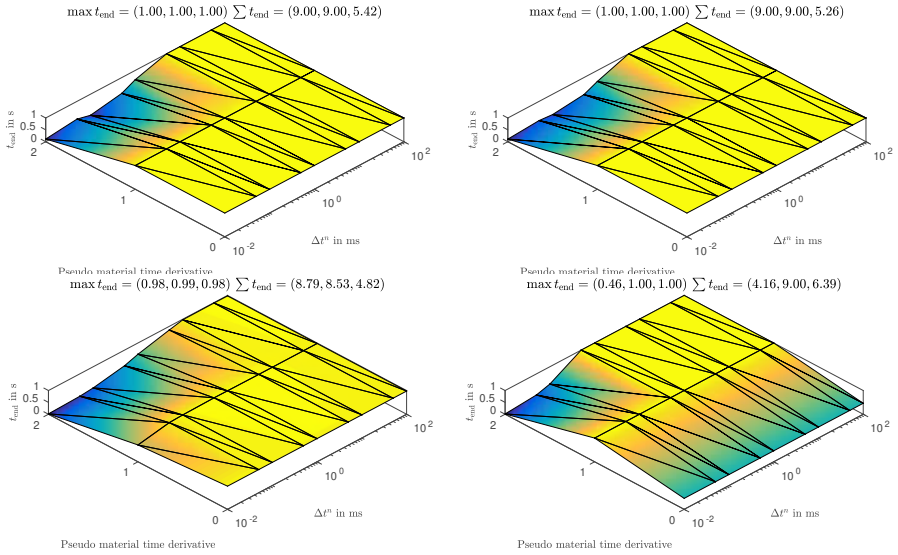 max t_end = (1.00, 1.00, 1.00) ∑ t_end = (9.00, 9.00, 5.42)
t_end in s
1
0.5
0
2
1
0
10^-2
10^0
10^2
Δt^n in ms
Pseudo material time derivative
max t_end = (1.00, 1.00, 1.00) ∑ t_end = (9.00, 9.00, 5.26)
t_end in s
1
0.5
0
2
1
0
10^-2
10^0
10^2
Δt^n in ms
Pseudo material time derivative
max t_end = (0.98, 0.99, 0.98) ∑ t_end = (8.79, 8.53, 4.82)
t_end in s
1
0.5
0
2
1
0
10^-2
10^0
10^2
Δt^n in ms
Pseudo material time derivative
max t_end = (0.46, 1.00, 1.00) ∑ t_end = (4.16, 9.00, 6.39)
t_end in s
1
0.5
0
2
1
0
10^-2
10^0
10^2
Δt^n in ms
Pseudo material time derivative